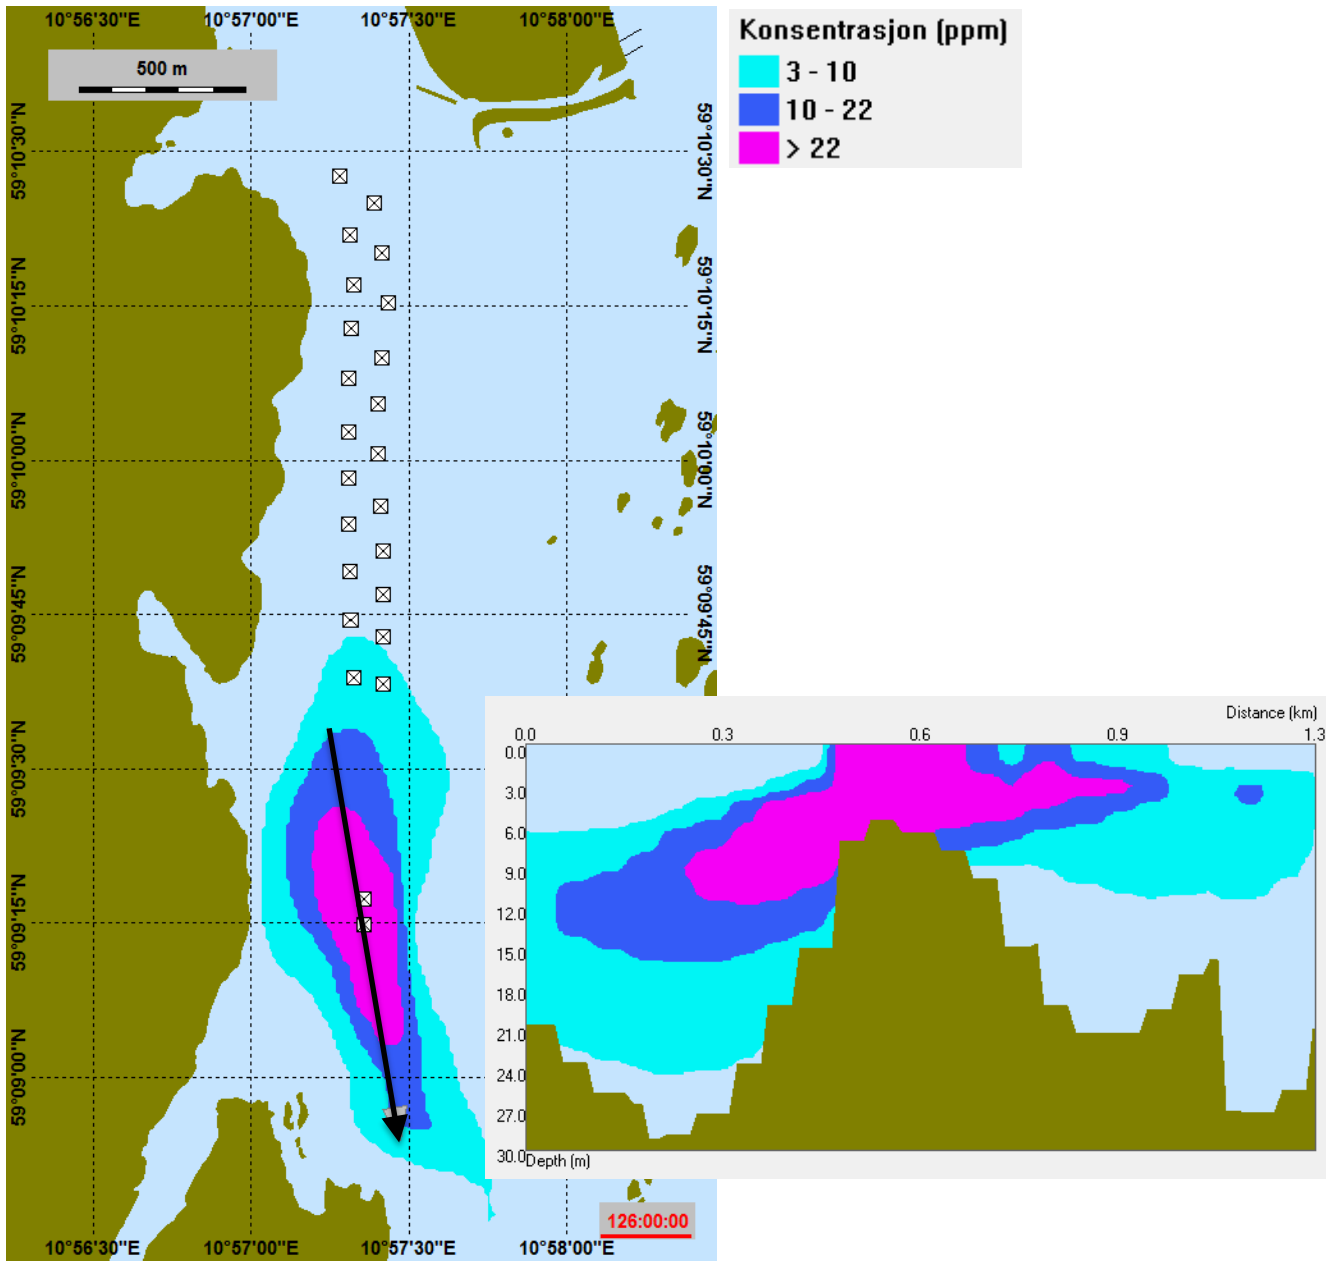 10°56'30"E 10°57'00"E 10°57'30"E 10°58'00"E
500 m
Konsentrasjon (ppm)
3 - 10
10 - 22
> 22
59°10'30"N
59°10'15"N
59°10'00"N
59°09'45"N
59°09'30"N
59°09'15"N
59°09'00"N
59°10'30"N
59°10'15"N
59°10'00"N
59°09'45"N
Distance (km)
0.0 0.3 0.6 0.9 1.3
0.0
3.0
6.0
9.0
12.0
15.0
18.0
21.0
24.0
27.0
30.0
Depth (m)
126:00:00
10°56'30"E 10°57'00"E 10°57'30"E 10°58'00"E